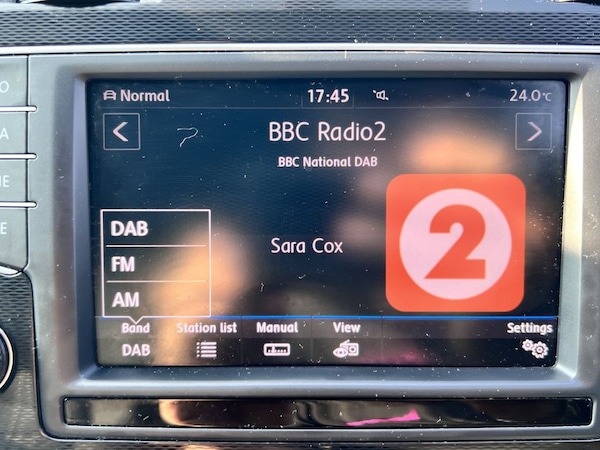 Normal 17:45 24.0°C
BBC Radio2
BBC National DAB
2
DAB
FM
AM
Sara Cox
Band Station list Manual View Settings
DAB